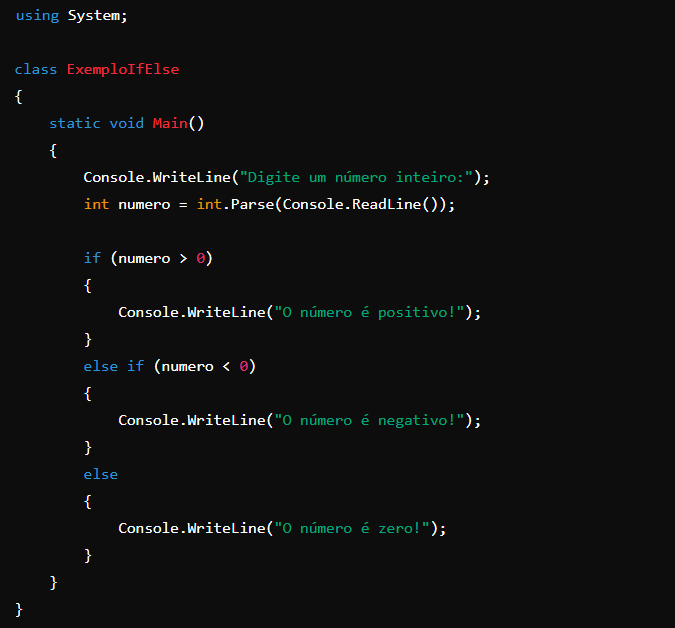 using System;

class ExemploIfElse
{
    static void Main()
    {
        Console.WriteLine("Digite um número inteiro:");
        int numero = int.Parse(Console.ReadLine());

        if (numero > 0)
        {
            Console.WriteLine("O número é positivo!");
        }
        else if (numero < 0)
        {
            Console.WriteLine("O número é negativo!");
        }
        else
        {
            Console.WriteLine("O número é zero!");
        }
    }
}